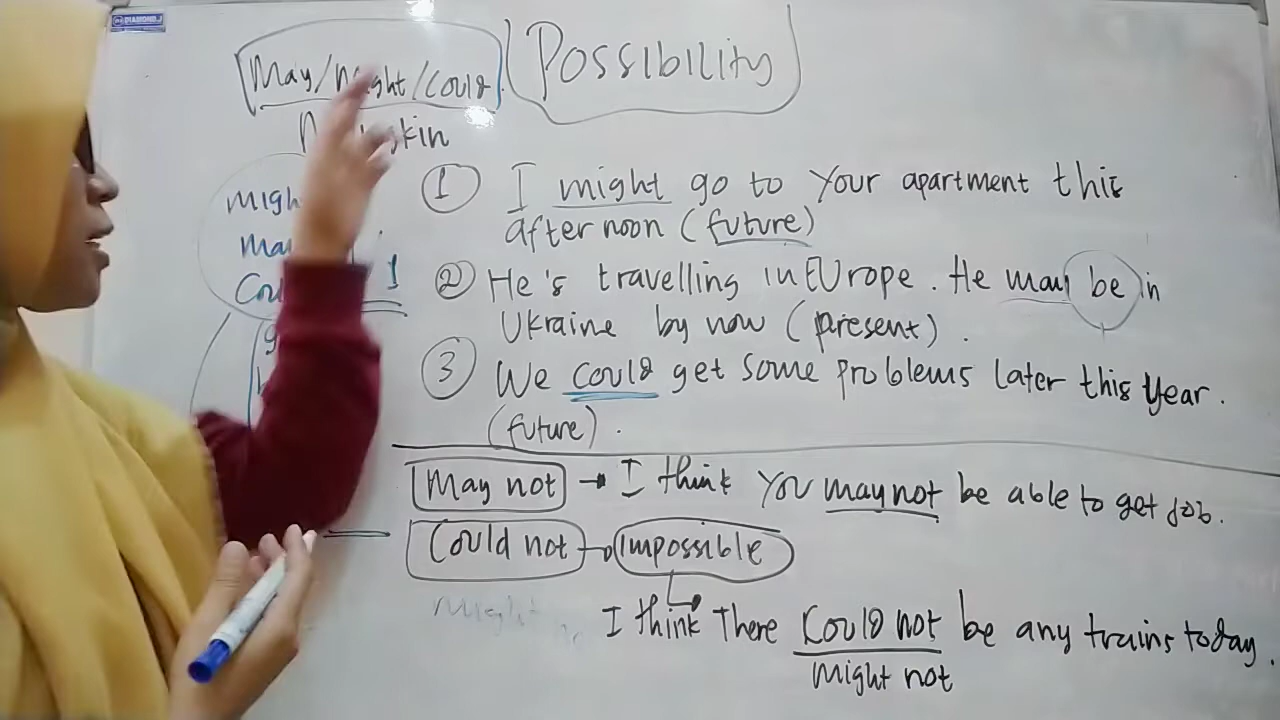 DIAMOND.J
May/Might/Could
Possibility
① I might go to your apartment this
afternoon (future)
② He's travelling in EUrope. He may be in
Ukraine by now (present).
③ We could get some problems later this year.
(future).
May not → I think you may not be able to get job.
Could not → impossible
Might
I think There Could not be any trains today.
might not